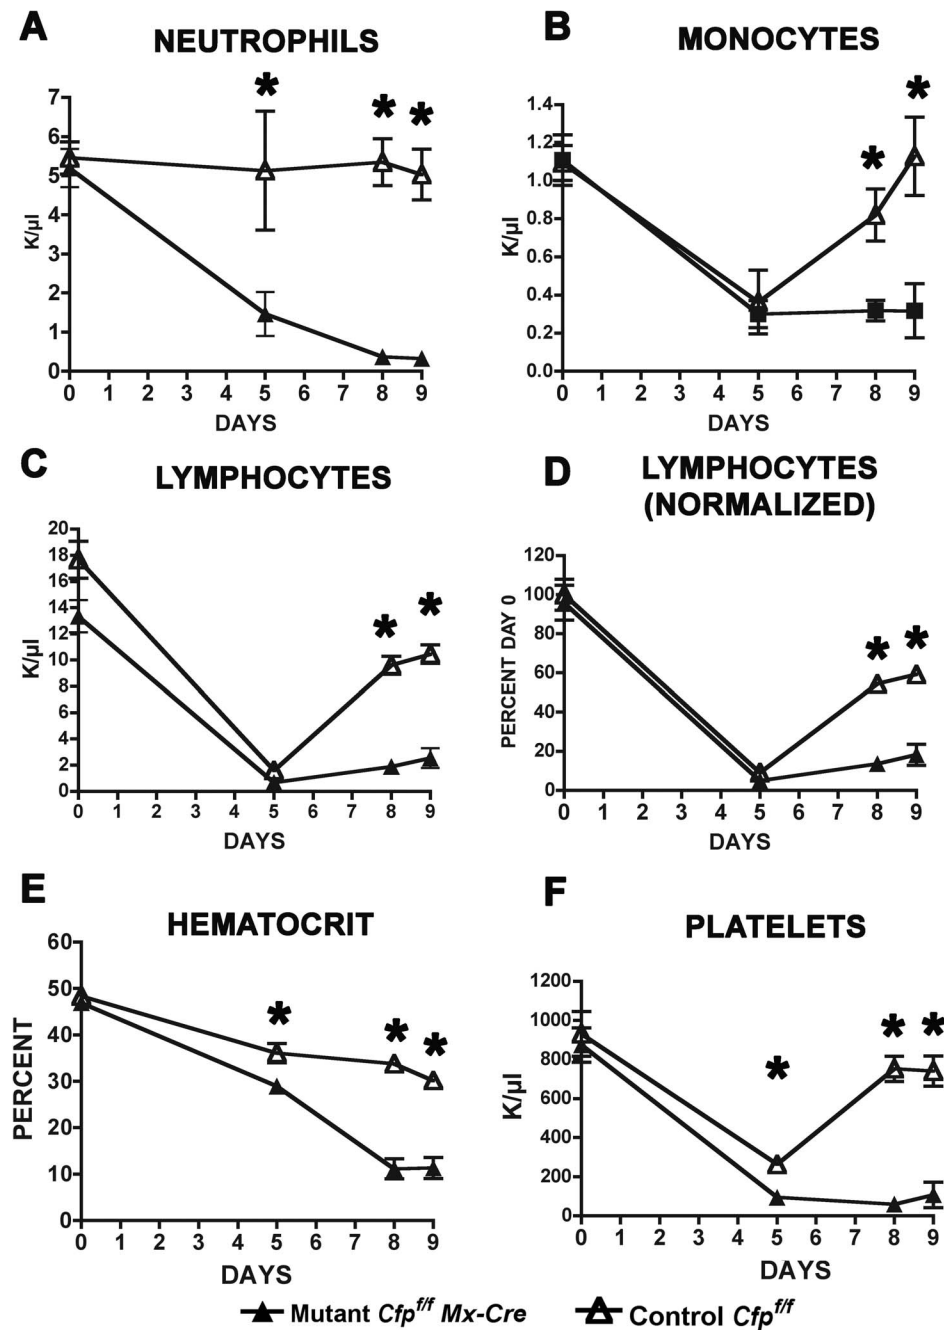 A
NEUTROPHILS
K/µl
7
6
5
4
3
2
1
0
0 1 2 3 4 5 6 7 8 9
DAYS
B
MONOCYTES
K/µl
1.4
1.2
1.0
0.8
0.6
0.4
0.2
0.0
0 1 2 3 4 5 6 7 8 9
DAYS
C
LYMPHOCYTES
K/µl
20
18
16
14
12
10
8
6
4
2
0
0 1 2 3 4 5 6 7 8 9
DAYS
D
LYMPHOCYTES
(NORMALIZED)
PERCENT DAY 0
120
100
80
60
40
20
0
0 1 2 3 4 5 6 7 8 9
DAYS
E
HEMATOCRIT
PERCENT
60
50
40
30
20
10
0
0 1 2 3 4 5 6 7 8 9
DAYS
F
PLATELETS
K/µl
1200
1000
800
600
400
200
0
0 1 2 3 4 5 6 7 8 9
DAYS
Mutant Cfp^f/f Mx-Cre
Control Cfp^f/f